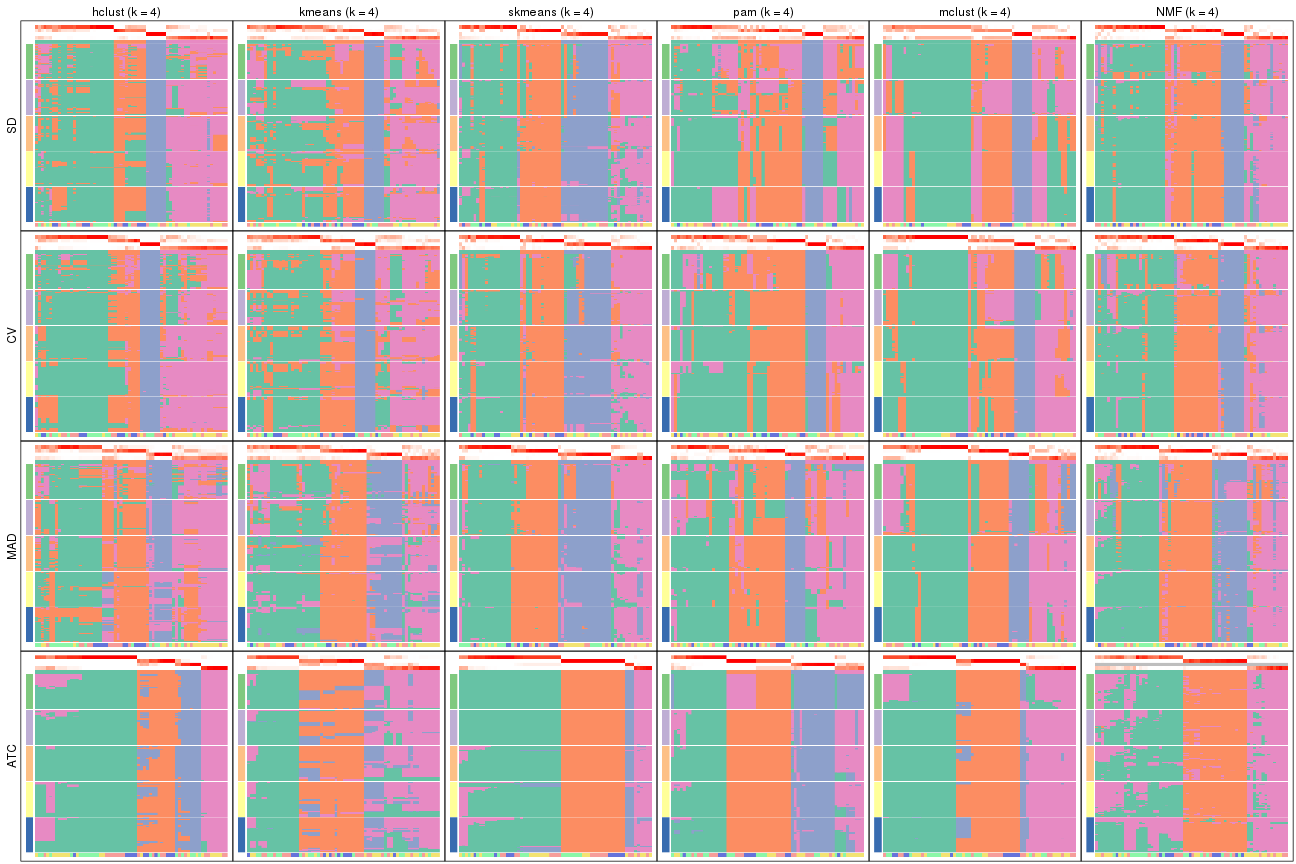 hclust (k = 4) kmeans (k = 4) skmeans (k = 4) pam (k = 4) mclust (k = 4) NMF (k = 4)
SD
CV
MAD
ATC